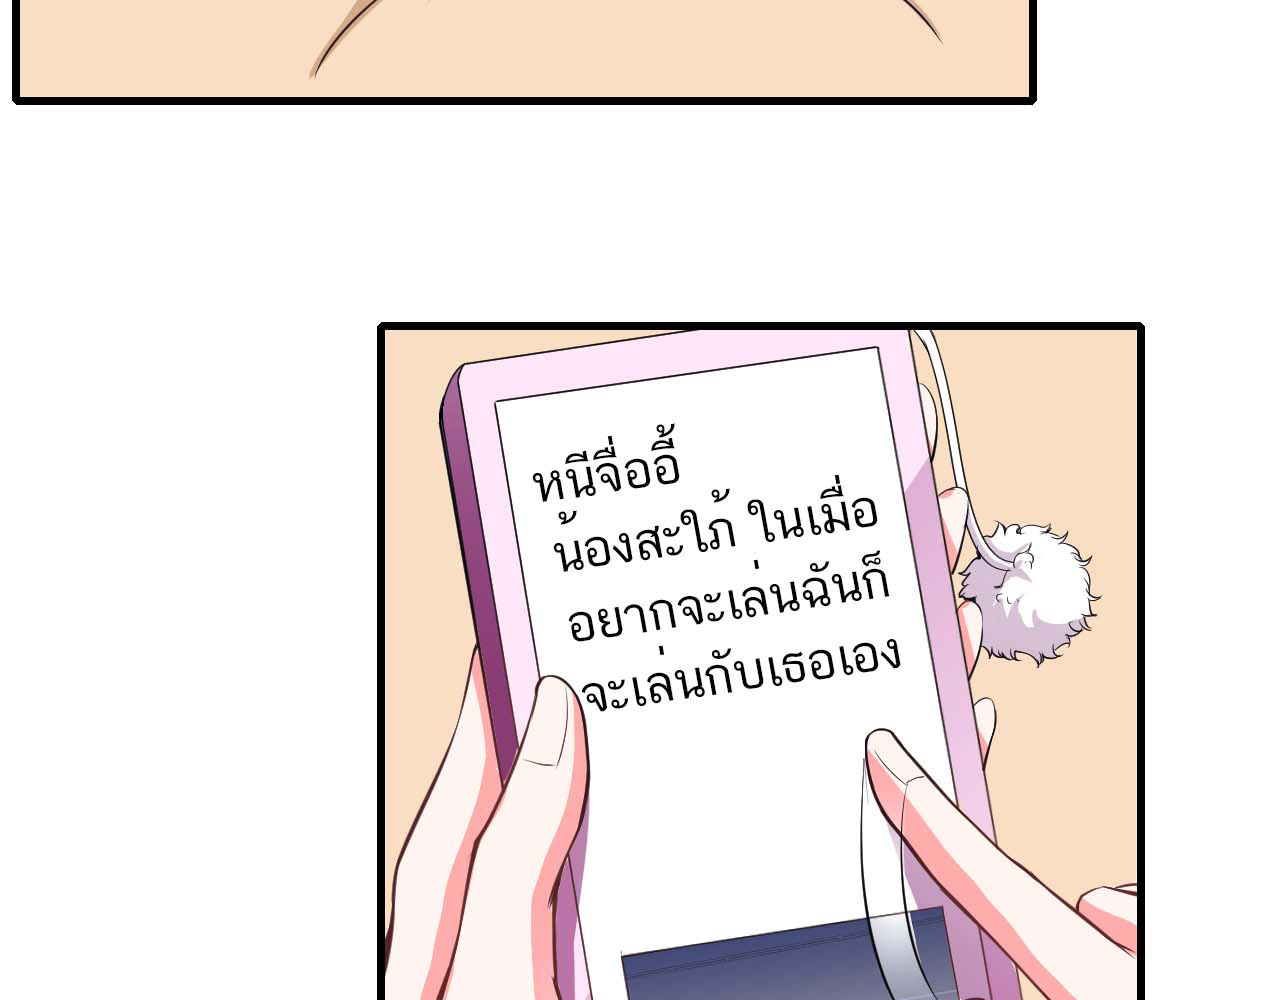 หนีจื่ออี้
น้องสะใภ้ ในเมื่อ
อยากจะเล่นฉันก็
จะเล่นกับเธอเอง